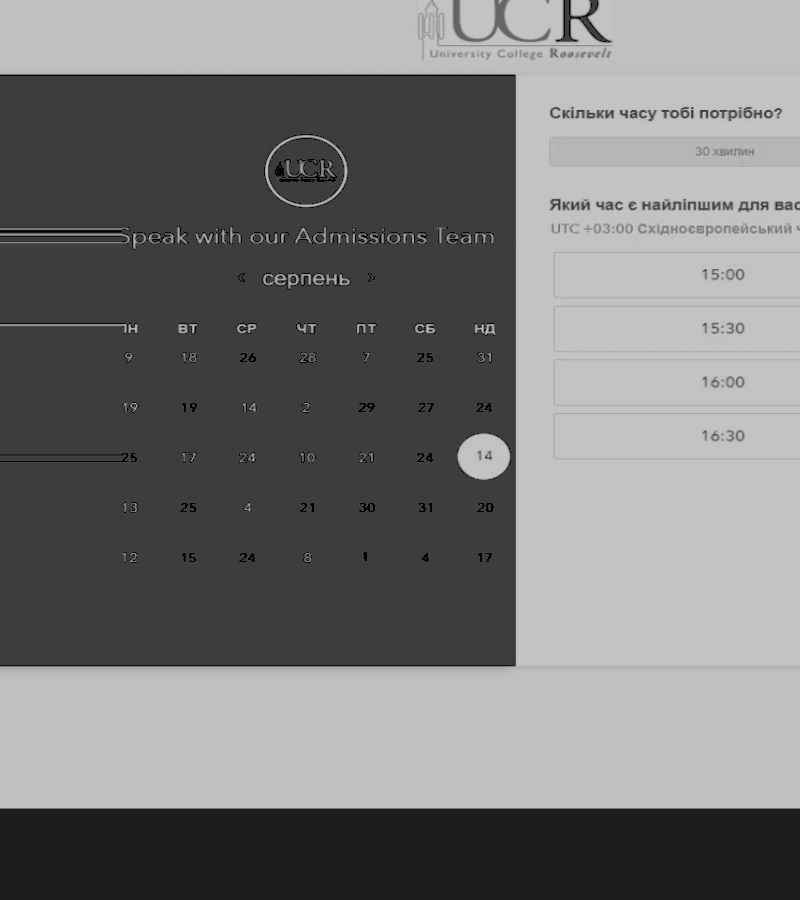 UCR
University College Roosevelt
UCR
Speak with our Admissions Team
< серпень >
ВТ СР ЧТ ПТ СБ НД
9 18 26 28 7 25 31
19 19 14 2 29 27 24
25 17 24 10 21 24 14
13 25 4 21 30 31 20
12 15 24 8 1 4 17
Скільки часу тобі потрібно?
30 хвилин
Який час є найліпшим для вас
UTC +03:00 Східноєвропейський
15:00
15:30
16:00
16:30